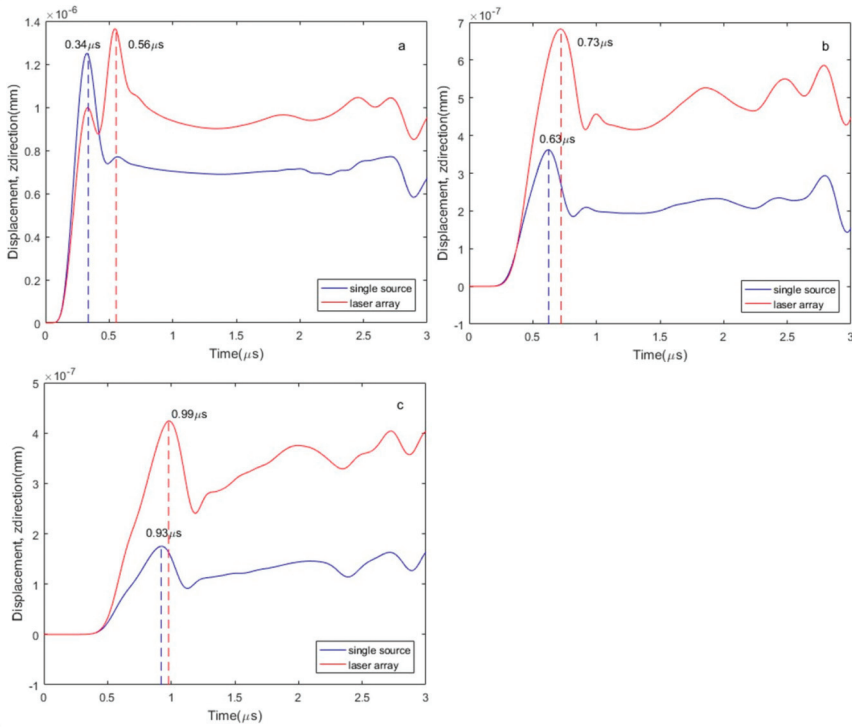 ×10⁻⁶
1.4
1.2
1
0.8
0.6
0.4
0.2
0
0.34μs
0.56μs
a
Displacement, zdirection(mm)
single source
laser array
0 0.5 1 1.5 2 2.5 3
Time(μs)
×10⁻⁷
7
6
5
4
3
2
1
0
-1
0.73μs
b
0.63μs
Displacement, zdirection(mm)
single source
laser array
0 0.5 1 1.5 2 2.5 3
Time(μs)
×10⁻⁷
5
4
3
2
1
0
-1
0.99μs
c
0.93μs
Displacement, zdirection(mm)
single source
laser array
0 0.5 1 1.5 2 2.5 3
Time(μs)